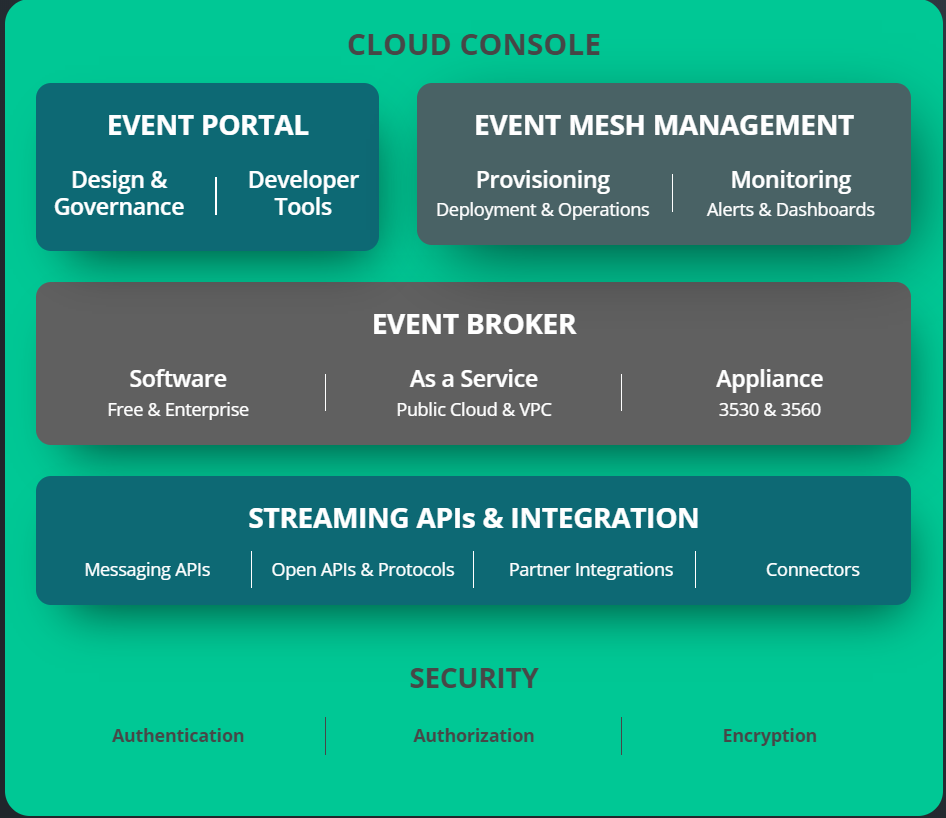 CLOUD CONSOLE
EVENT PORTAL
Design &
Governance
Developer
Tools
EVENT MESH MANAGEMENT
Provisioning
Deployment & Operations
Monitoring
Alerts & Dashboards
EVENT BROKER
Software
Free & Enterprise
As a Service
Public Cloud & VPC
Appliance
3530 & 3560
STREAMING APIs & INTEGRATION
Messaging APIs
Open APIs & Protocols
Partner Integrations
Connectors
SECURITY
Authentication
Authorization
Encryption